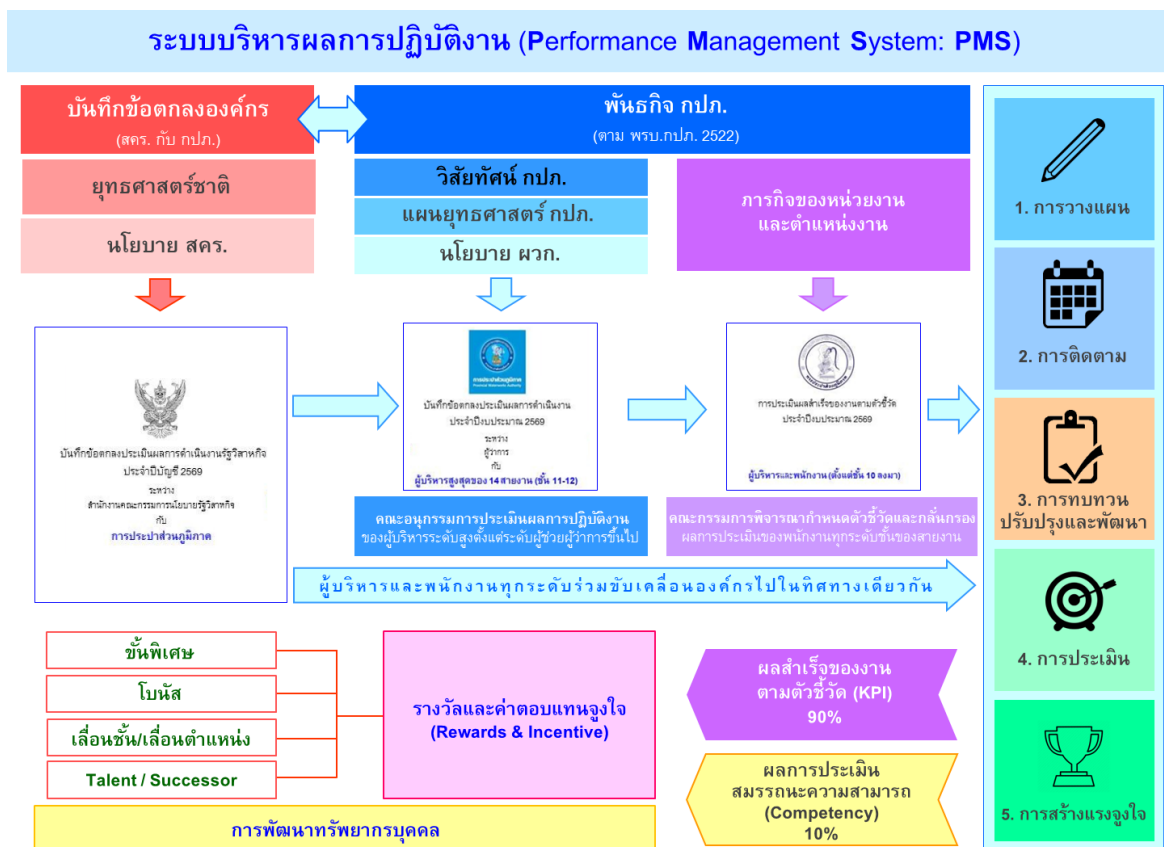 ระบบบริหารผลการปฏิบัติงาน (Performance Management System: PMS)
บันทึกข้อตกลงองค์กร
(สคร. กับ กปภ.)
ยุทธศาสตร์ชาติ
นโยบาย สคร.
พันธกิจ กปภ.
(ตาม พรบ.กปภ. 2522)
วิสัยทัศน์ กปภ.
แผนยุทธศาสตร์ กปภ.
นโยบาย ผวก.
ภารกิจของหน่วยงาน
และตำแหน่งงาน
บันทึกข้อตกลงประเมินผลการดำเนินงานรัฐวิสาหกิจ
ประจำปีบัญชี 2569
ระหว่าง
สำนักงานคณะกรรมการนโยบายรัฐวิสาหกิจ
กับ
การประปาส่วนภูมิภาค
การประปาส่วนภูมิภาค
Provincial Waterworks Authority
บันทึกข้อตกลงประเมินผลการดำเนินงาน
ประจำปีงบประมาณ 2569
ระหว่าง
ผู้ว่าการ
กับ
ผู้บริหารสูงสุดของ 14 สายงาน (ชั้น 11-12)
การประเมินผลสำเร็จของงานตามตัวชี้วัด
ประจำปีงบประมาณ 2569
ผู้บริหารและพนักงาน (ตั้งแต่ชั้น 10 ลงมา)
คณะอนุกรรมการประเมินผลการปฏิบัติงาน
ของผู้บริหารระดับสูงตั้งแต่ระดับผู้ช่วยผู้ว่าการขึ้นไป
คณะกรรมการพิจารณากำหนดตัวชี้วัดและกลั่นกรอง
ผลการประเมินของพนักงานทุกระดับชั้นของสายงาน
ผู้บริหารและพนักงานทุกระดับร่วมขับเคลื่อนองค์กรไปในทิศทางเดียวกัน
ขั้นพิเศษ
โบนัส
เลื่อนชั้น/เลื่อนตำแหน่ง
Talent / Successor
รางวัลและค่าตอบแทนจูงใจ
(Rewards & Incentive)
การพัฒนาทรัพยากรบุคคล
ผลสำเร็จของงาน
ตามตัวชี้วัด (KPI)
90%
ผลการประเมิน
สมรรถนะความสามารถ
(Competency)
10%
1. การวางแผน
2. การติดตาม
3. การทบทวน
ปรับปรุงและพัฒนา
4. การประเมิน
5. การสร้างแรงจูงใจ